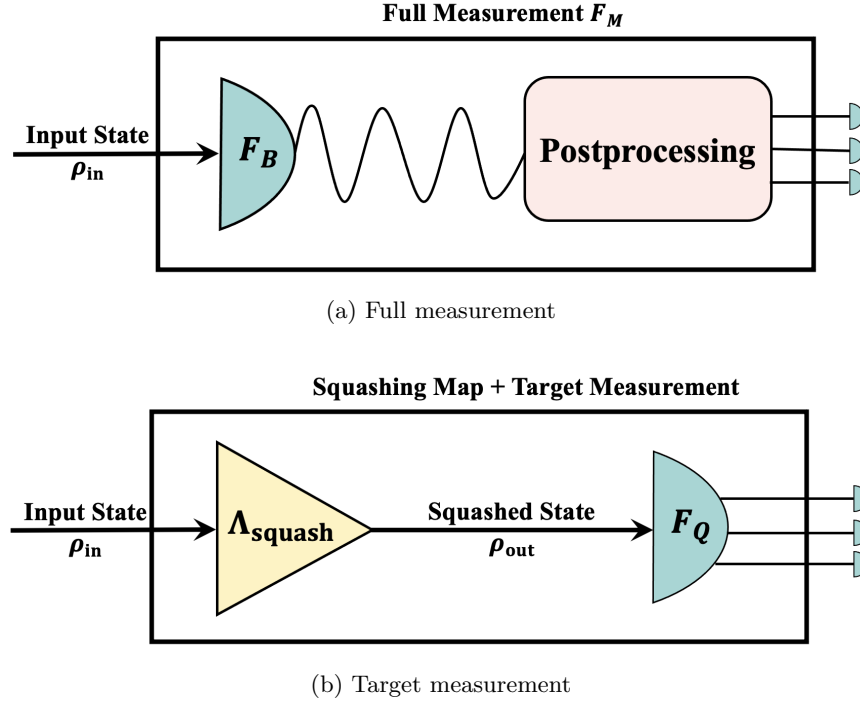 Full Measurement F_M
Input State
ρ_in
F_B
Postprocessing
(a) Full measurement
Squashing Map + Target Measurement
Input State
ρ_in
Λ_squash
Squashed State
ρ_out
F_Q
(b) Target measurement